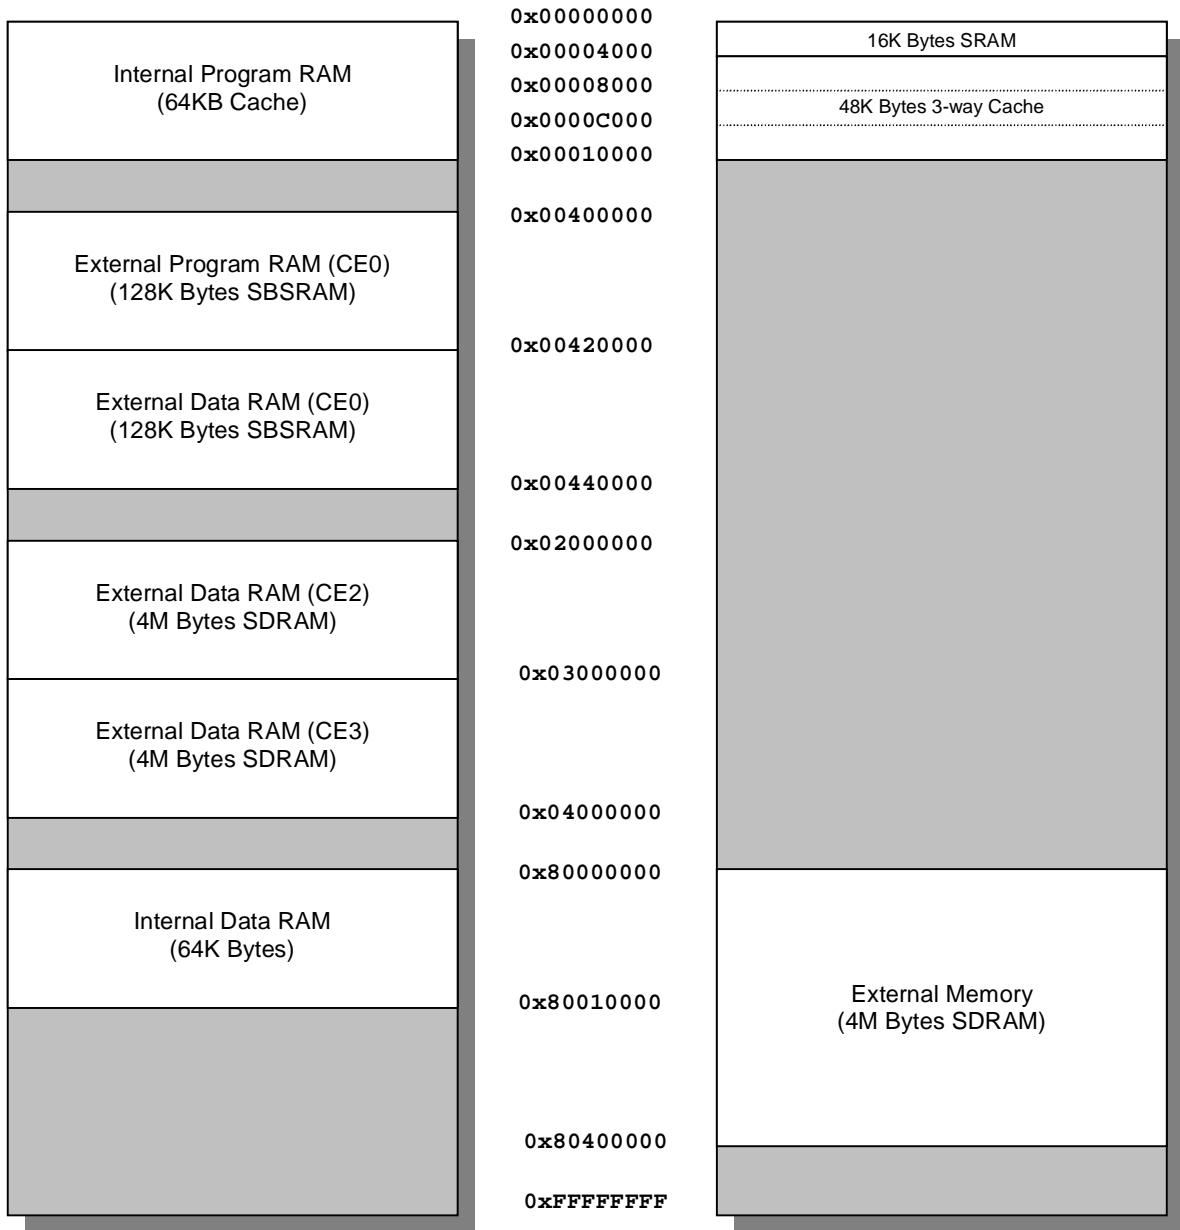 Internal Program RAM
(64KB Cache)
External Program RAM (CE0)
(128K Bytes SBSRAM)
External Data RAM (CE0)
(128K Bytes SBSRAM)
External Data RAM (CE2)
(4M Bytes SDRAM)
External Data RAM (CE3)
(4M Bytes SDRAM)
Internal Data RAM
(64K Bytes)
0x00000000
0x00004000
0x00008000
0x0000C000
0x00010000
0x00400000
0x00420000
0x00440000
0x02000000
0x03000000
0x04000000
0x80000000
0x80010000
0x80400000
0xFFFFFFFF
16K Bytes SRAM
48K Bytes 3-way Cache
External Memory
(4M Bytes SDRAM)